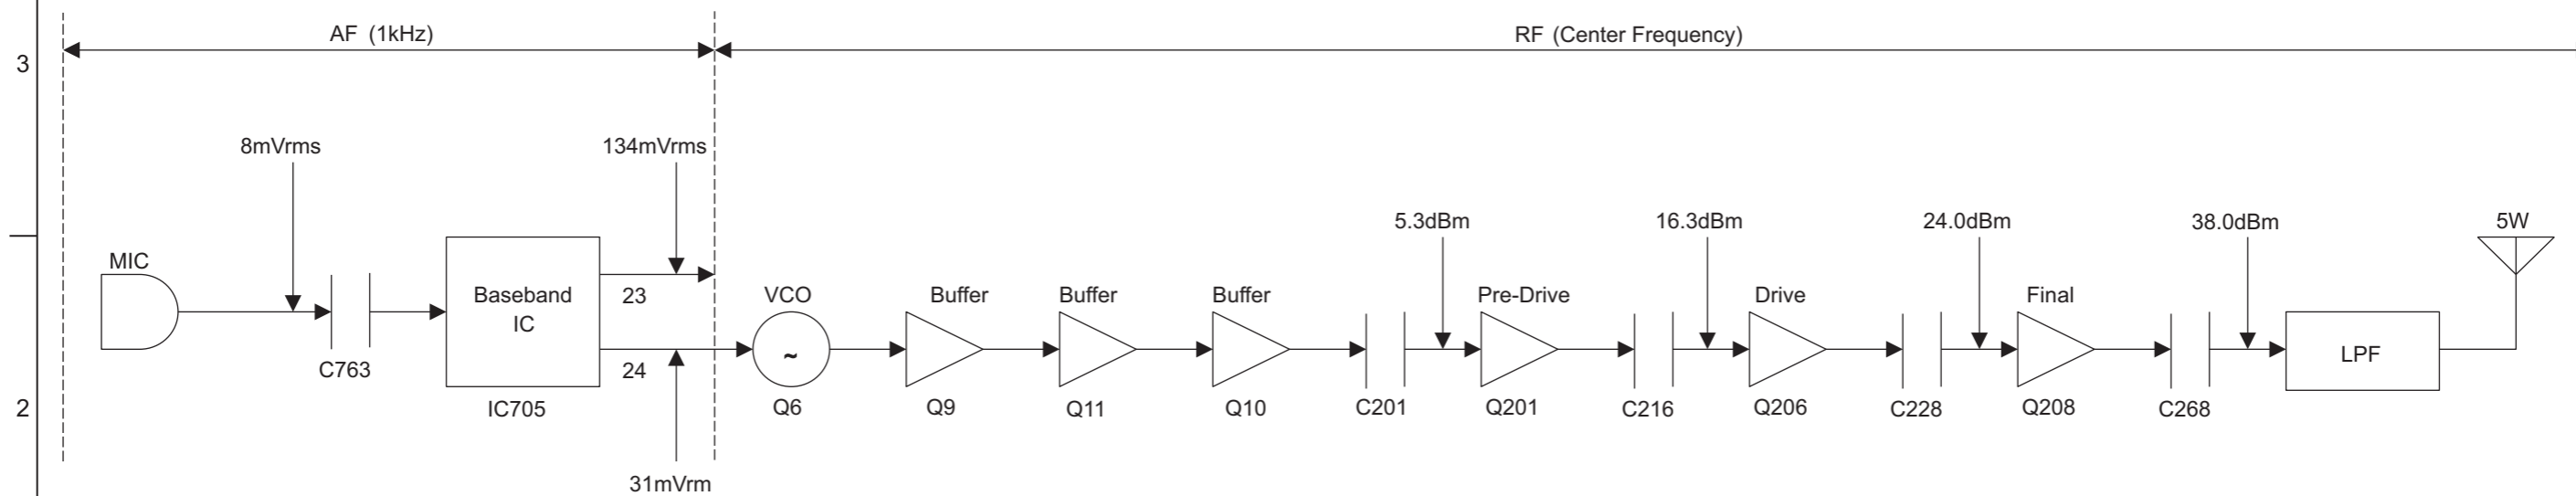 3
AF (1kHz)
RF (Center Frequency)
8mVrms
134mVrms
5.3dBm
16.3dBm
24.0dBm
38.0dBm
5W
MIC
Baseband
IC
23
VCO
Buffer
Buffer
Buffer
Pre-Drive
Drive
Final
~
LPF
C763
24
2
IC705
Q6
Q9
Q11
Q10
C201
Q201
C216
Q206
C228
Q208
C268
31mVrm